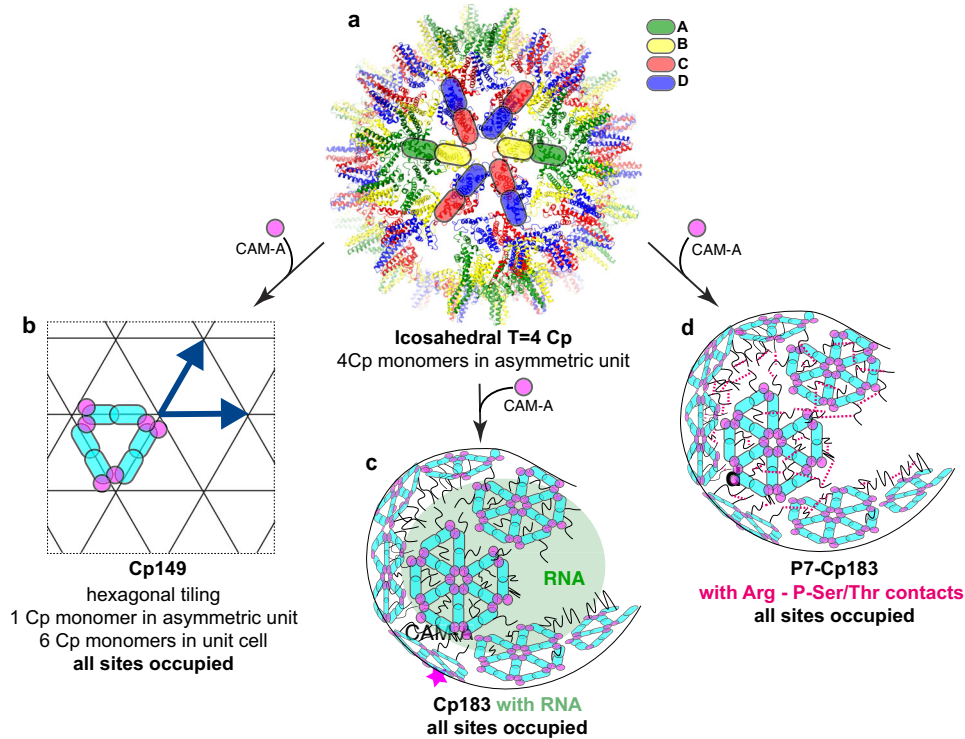 a
A
B
C
D
CAM-A
CAM-A
Icosahedral T=4 Cp
4Cp monomers in asymmetric unit
CAM-A
b
Cp149
hexagonal tiling
1 Cp monomer in asymmetric unit
6 Cp monomers in unit cell
all sites occupied
c
RNA
Cp183 with RNA
all sites occupied
d
P7-Cp183
with Arg - P-Ser/Thr contacts
all sites occupied